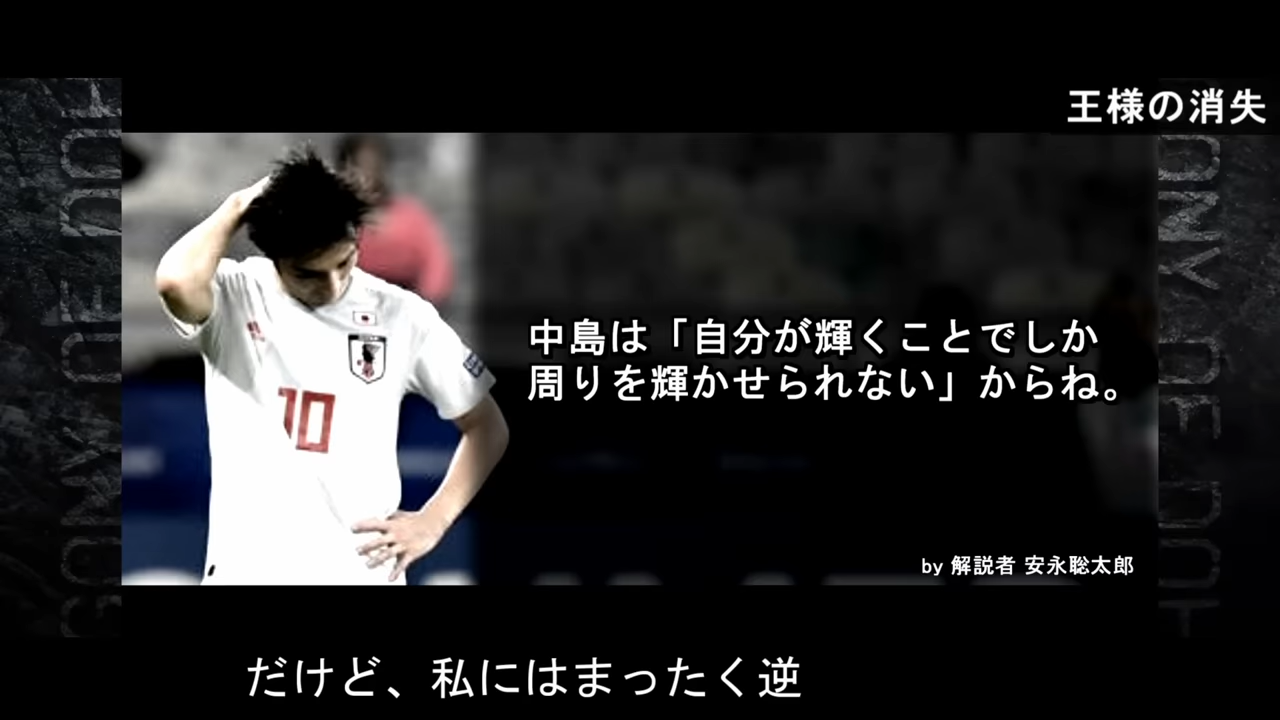 王様の消失
10
中島は「自分が輝くことでしか
周りを輝かせられない」からね。
by 解説者 安永聡太郎
だけど、私にはまったく逆